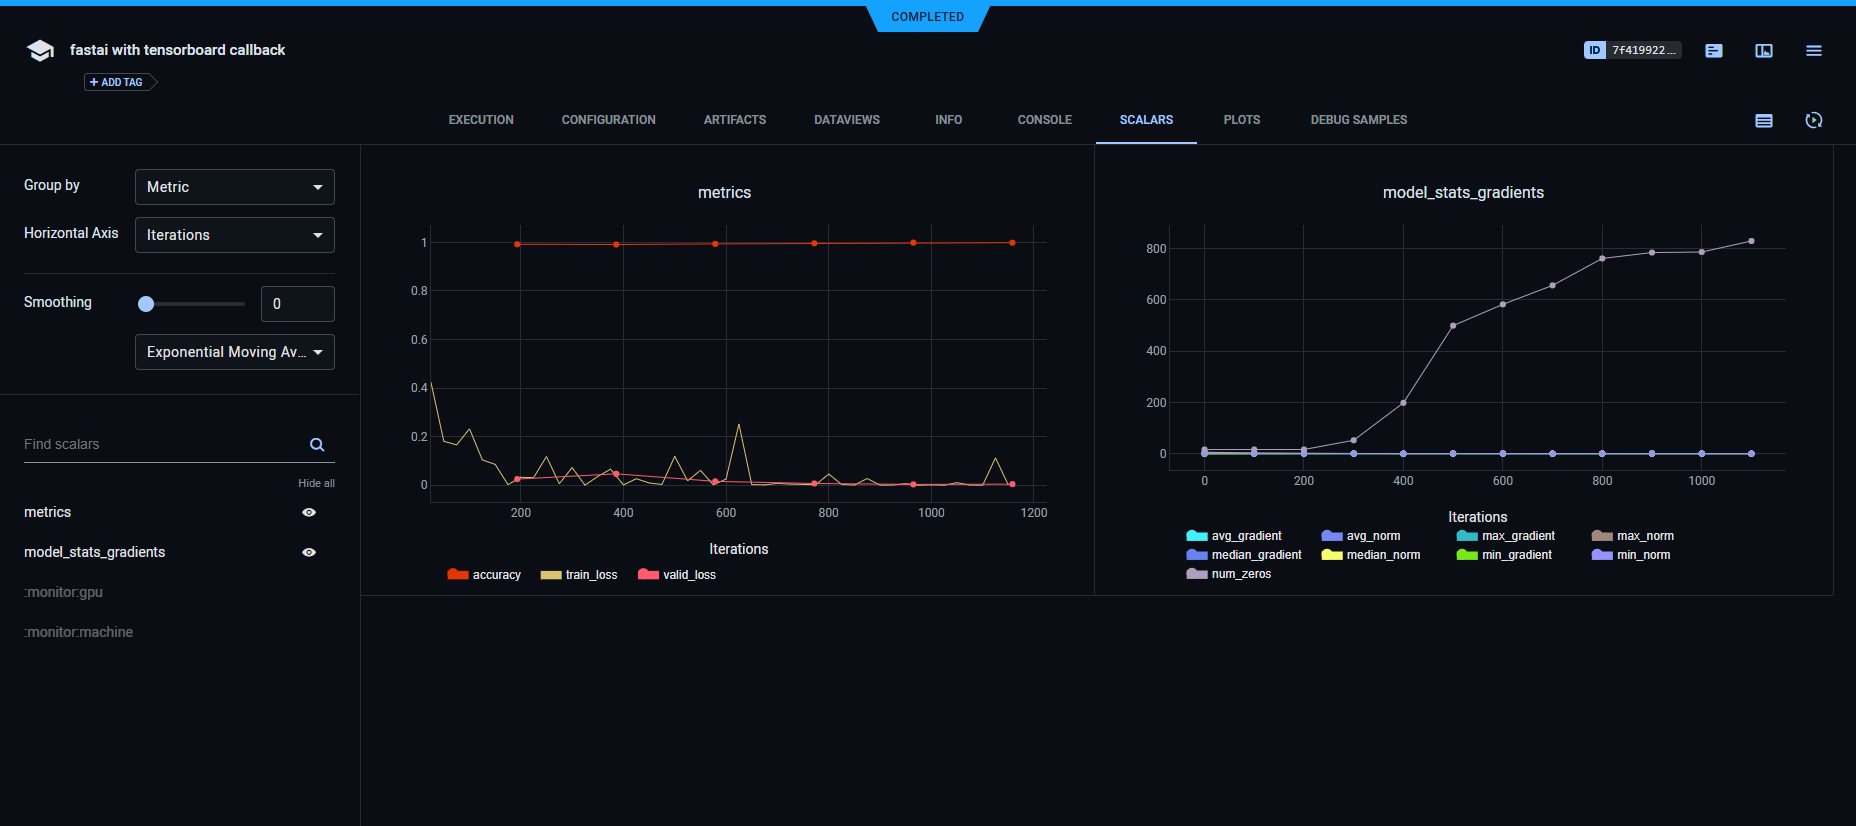 COMPLETED
fastai with tensorboard callback
ID 7f419922...
+ ADD TAG
EXECUTION CONFIGURATION ARTIFACTS DATAVIEWS INFO CONSOLE SCALARS PLOTS DEBUG SAMPLES
Group by Metric
Horizontal Axis Iterations
Smoothing 0
Exponential Moving Av...
Find scalars
Hide all
metrics
model_stats_gradients
:monitor:gpu
:monitor:machine
metrics
1
0.8
0.6
0.4
0.2
0
200 400 600 800 1000 1200
Iterations
accuracy train_loss valid_loss
model_stats_gradients
800
600
400
200
0
0 200 400 600 800 1000
Iterations
avg_gradient avg_norm max_gradient max_norm
median_gradient median_norm min_gradient min_norm
num_zeros